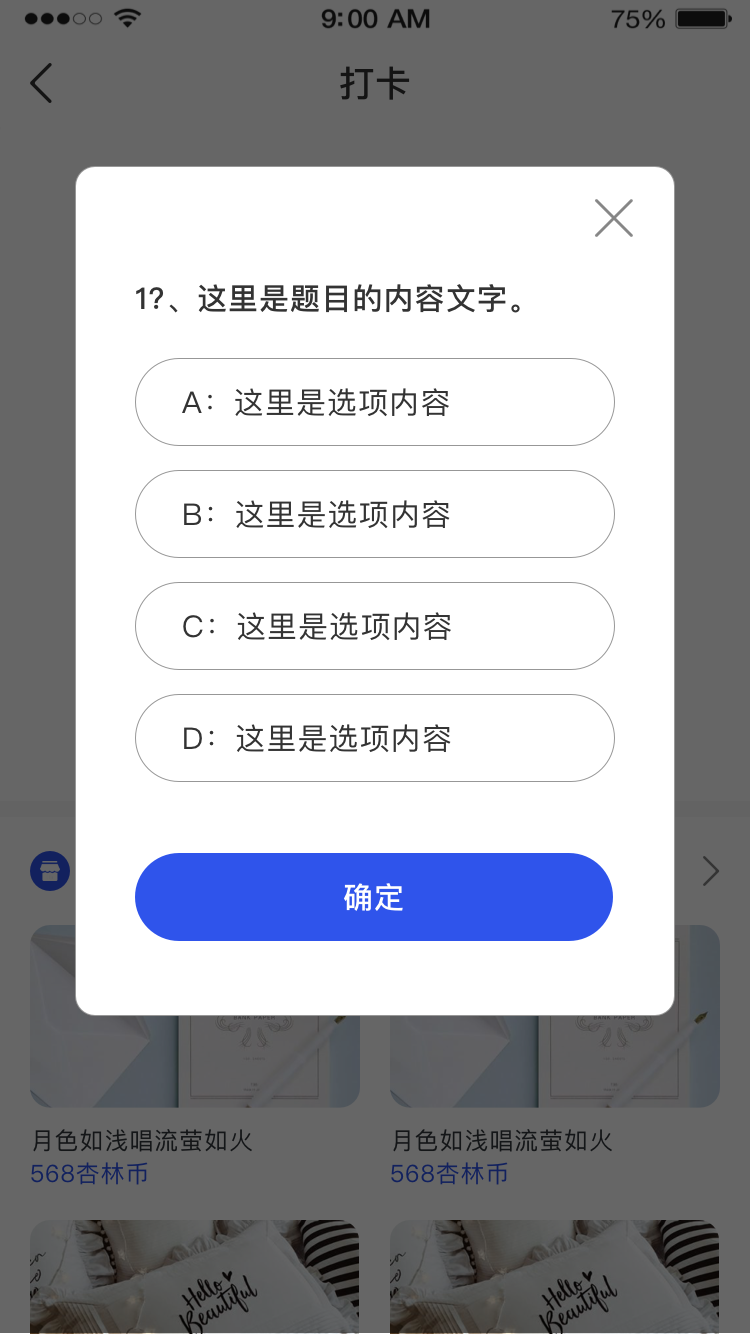 9:00 AM 75%
打卡
1?、这里是题目的内容文字。
A：这里是选项内容
B：这里是选项内容
C：这里是选项内容
D：这里是选项内容
确定
月色如浅唱流萤如火 月色如浅唱流萤如火
568杏林币 568杏林币
Hello Hello
Beautiful Beautiful